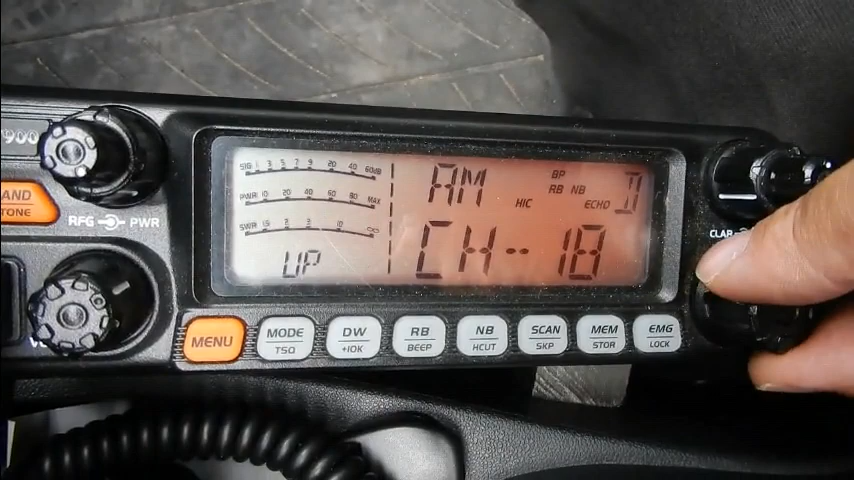 900
SIG 1 3 5 7 9 20 40 60dB
AM
BP
RB NB
HIC ECHO
D
PWR 10 20 40 60 80 MAX
SWR 1.5 2 3 10 ∞
UP
CH-18
AND
TONE
RFG PWR
CLAR
MENU
MODE
TSQ
DW
+10K
RB
BEEP
NB
HCUT
SCAN
SKP
MEM
STOR
EMG
LOCK